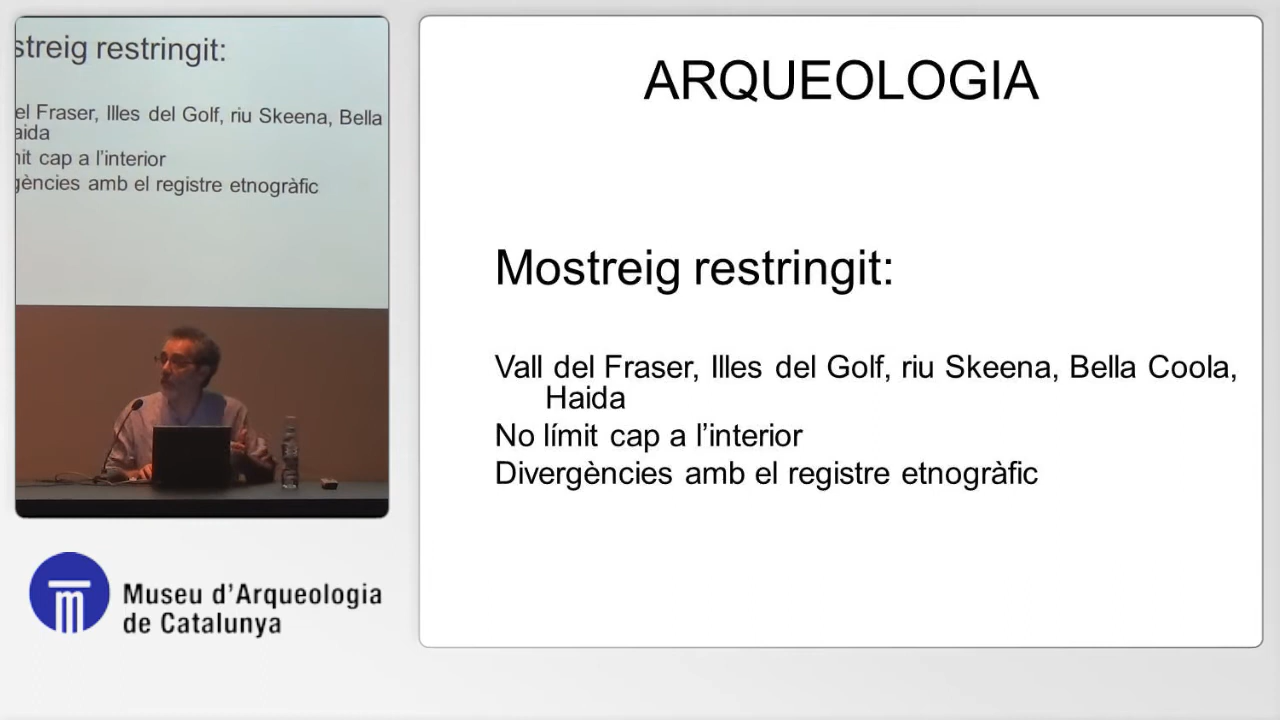 streig restringit:
el Fraser, Illes del Golf, riu Skeena, Bella
aida
mit cap a l'interior
gències amb el registre etnogràfic
ARQUEOLOGIA
Mostreig restringit:
Vall del Fraser, Illes del Golf, riu Skeena, Bella Coola,
Haida
No límit cap a l'interior
Divergències amb el registre etnogràfic
m
Museu d'Arqueologia
de Catalunya